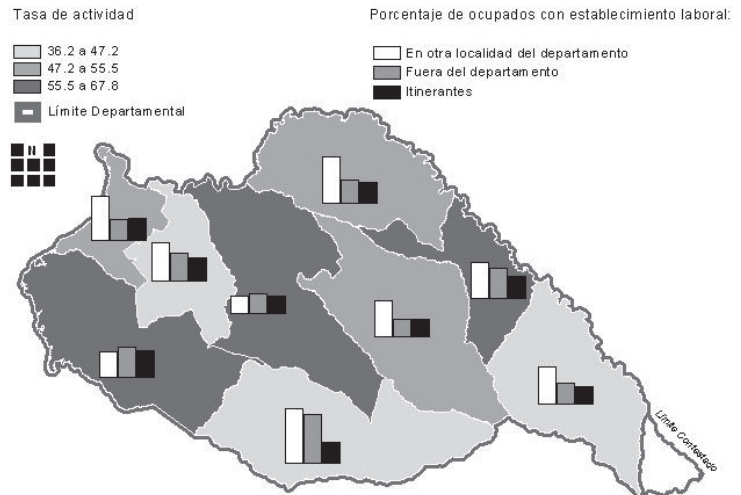 Tasa de actividad
36.2 a 47.2
47.2 a 55.5
55.5 a 67.8
Límite Departamental
N
Porcentaje de ocupados con establecimiento laboral:
En otra localidad del departamento
Fuera del departamento
Itinerantes
Límite Contestado